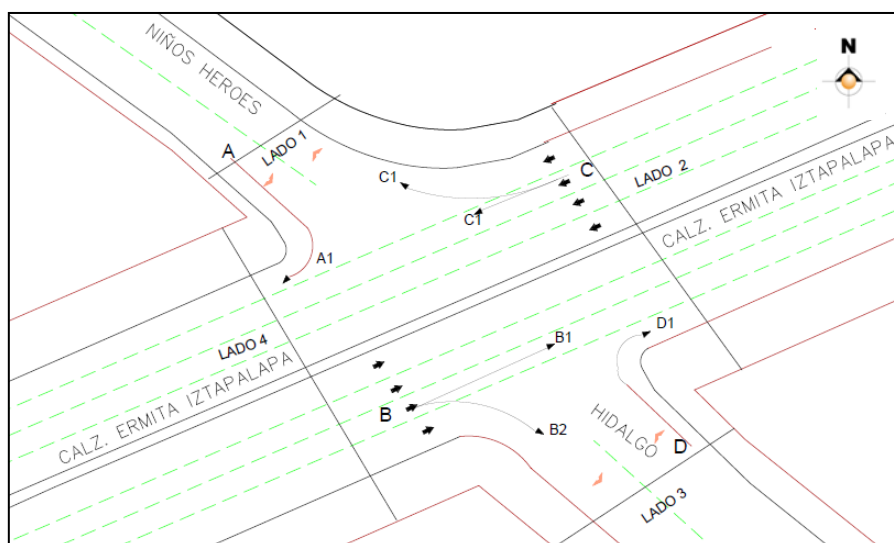 N
NIÑOS HEROES
A
LADO 1
C1
C
LADO 2
C1
CALZ. ERMITA IZTAPALAPA
A1
LADO 4
B1
D1
CALZ. ERMITA IZTAPALAPA
B
B2
HIDALGO
D
LADO 3